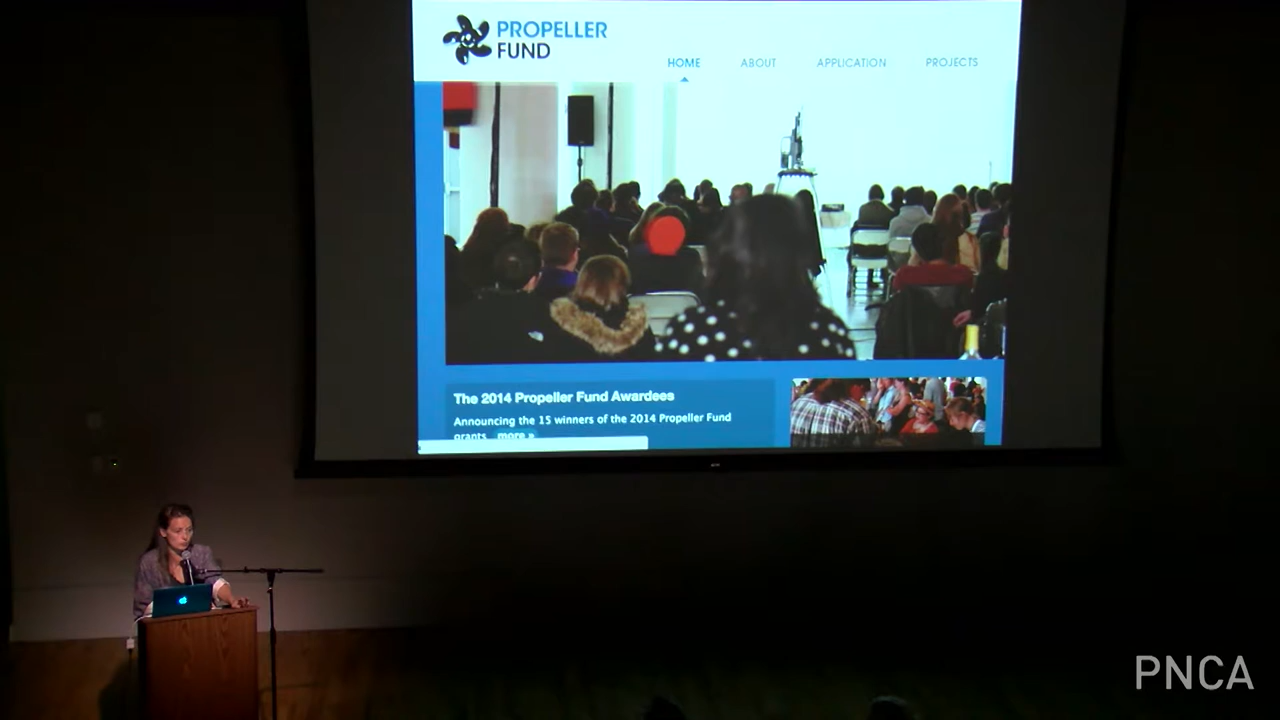 PROPELLER
FUND
HOME ABOUT APPLICATION PROJECTS
The 2014 Propeller Fund Awardees
Announcing the 15 winners of the 2014 Propeller Fund
grants more »
PNCA